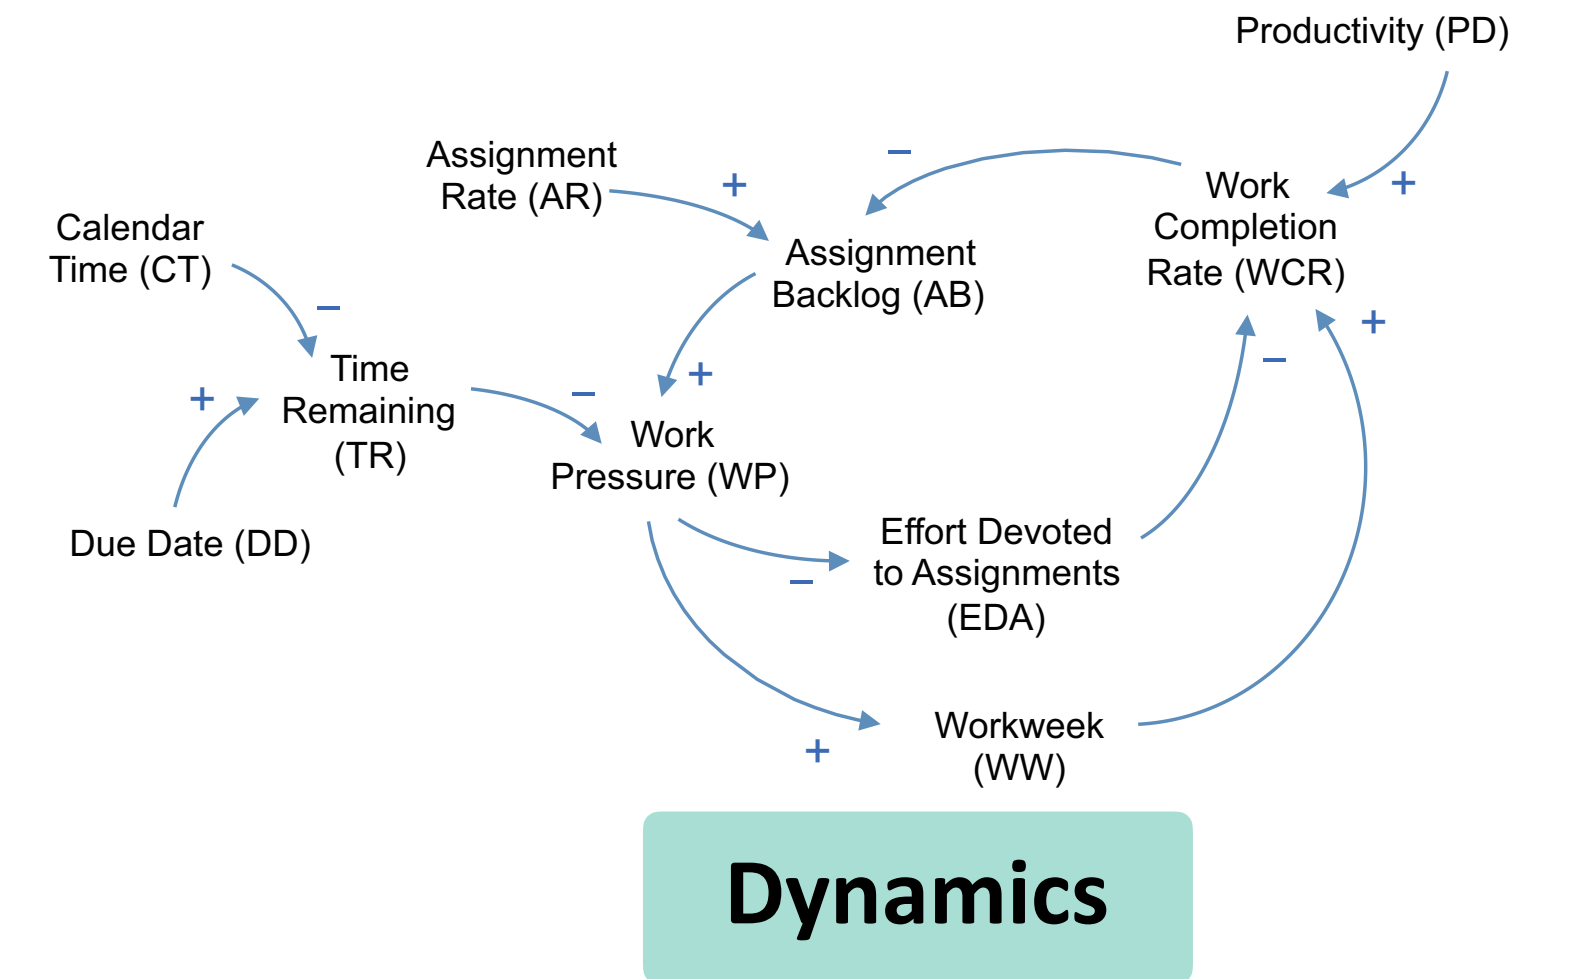 Productivity (PD)
+
Assignment
Rate (AR)
+
−
Work
Completion
Rate (WCR)
Calendar
Time (CT)
−
Assignment
Backlog (AB)
+
−
+
Time
Remaining
(TR)
+
−
+
Work
Pressure (WP)
Due Date (DD)
−
Effort Devoted
to Assignments
(EDA)
+
Workweek
(WW)
Dynamics